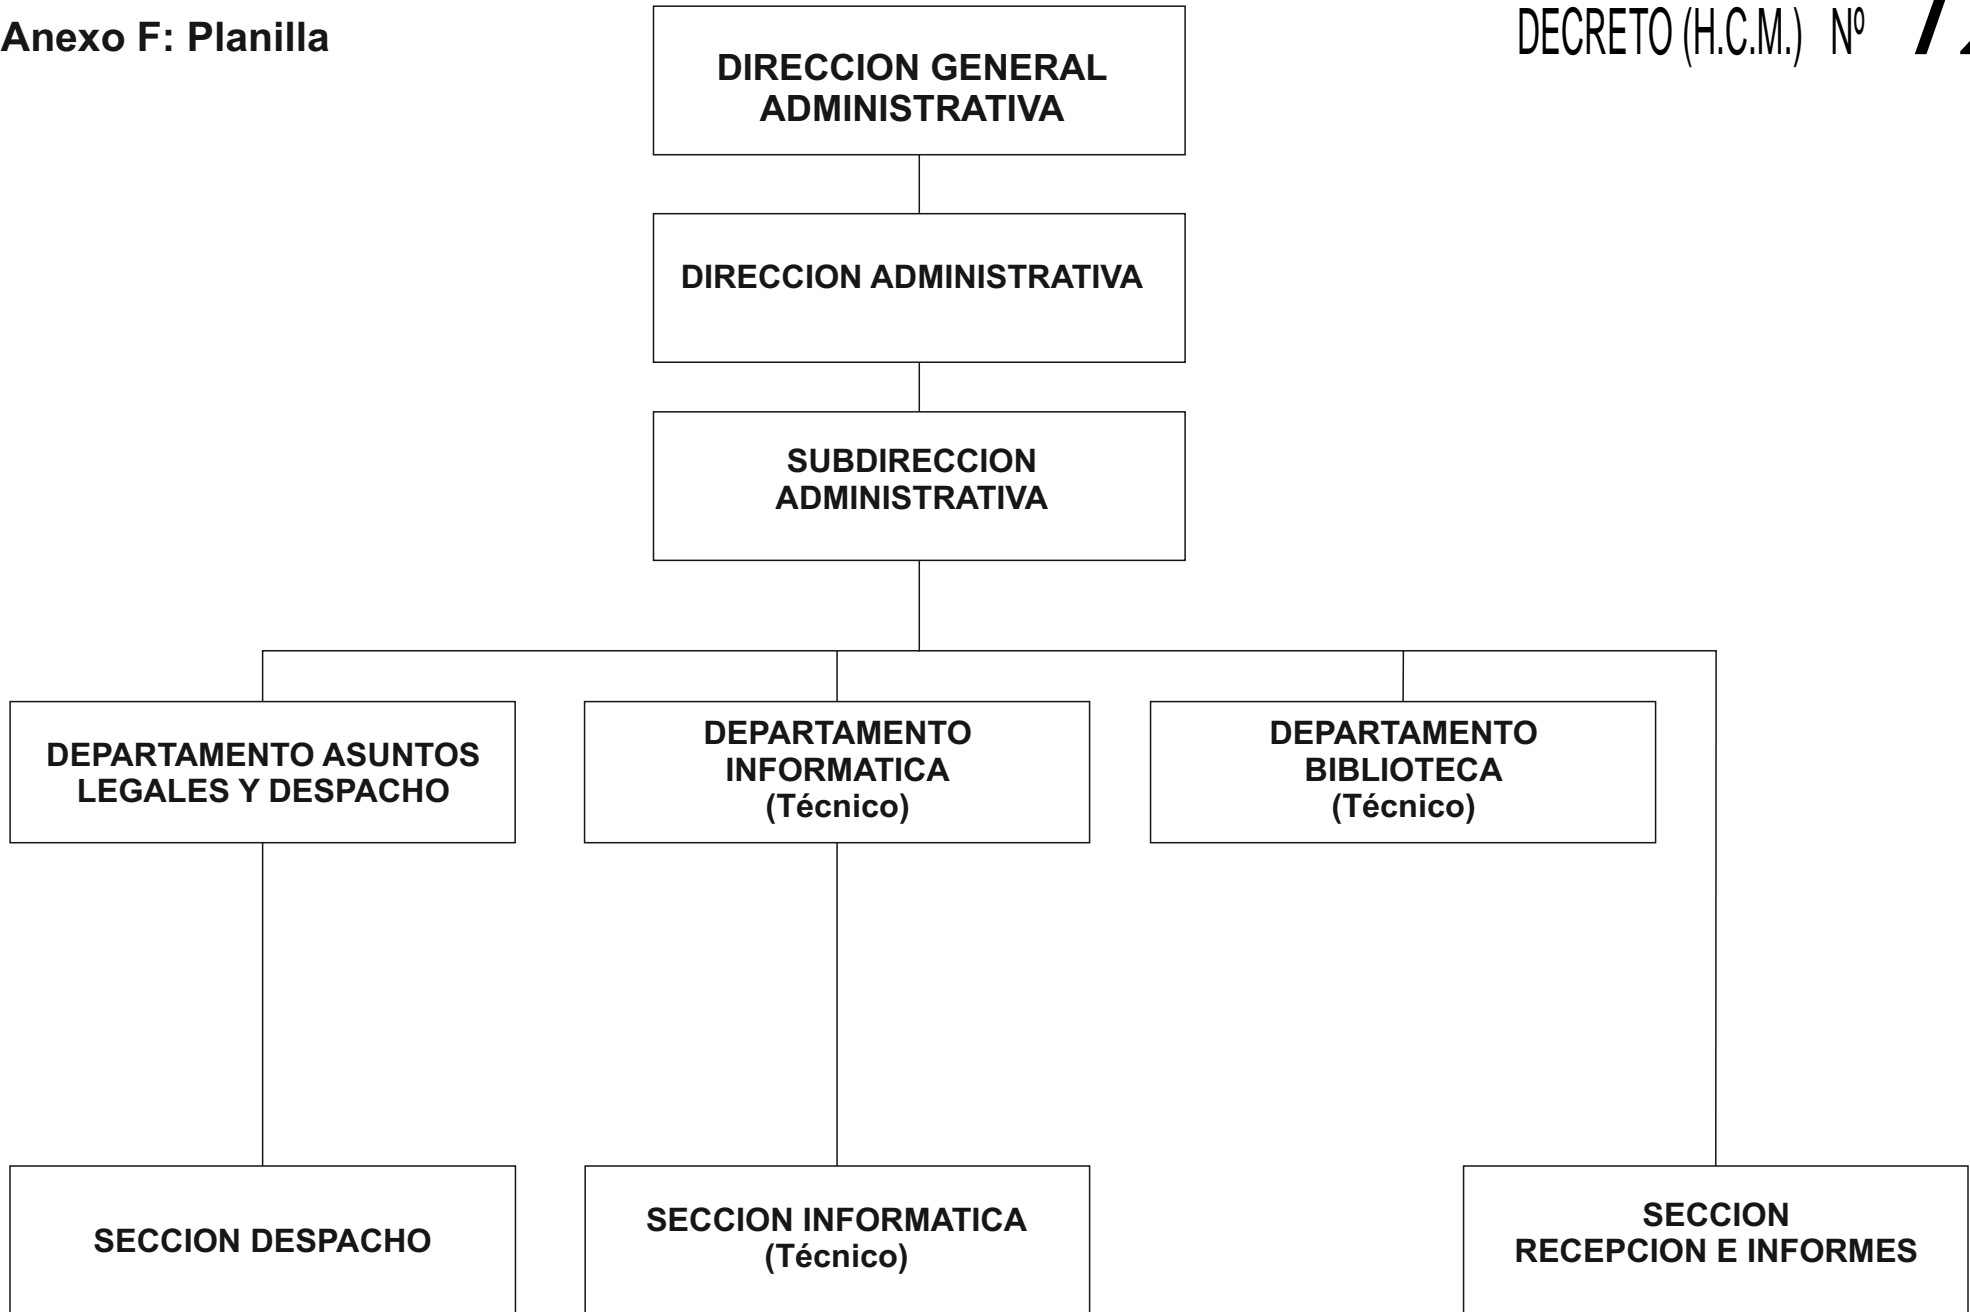 Anexo F: Planilla
DECRETO (H.C.M.) Nº
DIRECCION GENERAL
ADMINISTRATIVA
DIRECCION ADMINISTRATIVA
SUBDIRECCION
ADMINISTRATIVA
DEPARTAMENTO ASUNTOS
LEGALES Y DESPACHO
DEPARTAMENTO
INFORMATICA
(Técnico)
DEPARTAMENTO
BIBLIOTECA
(Técnico)
SECCION DESPACHO
SECCION INFORMATICA
(Técnico)
SECCION
RECEPCION E INFORMES